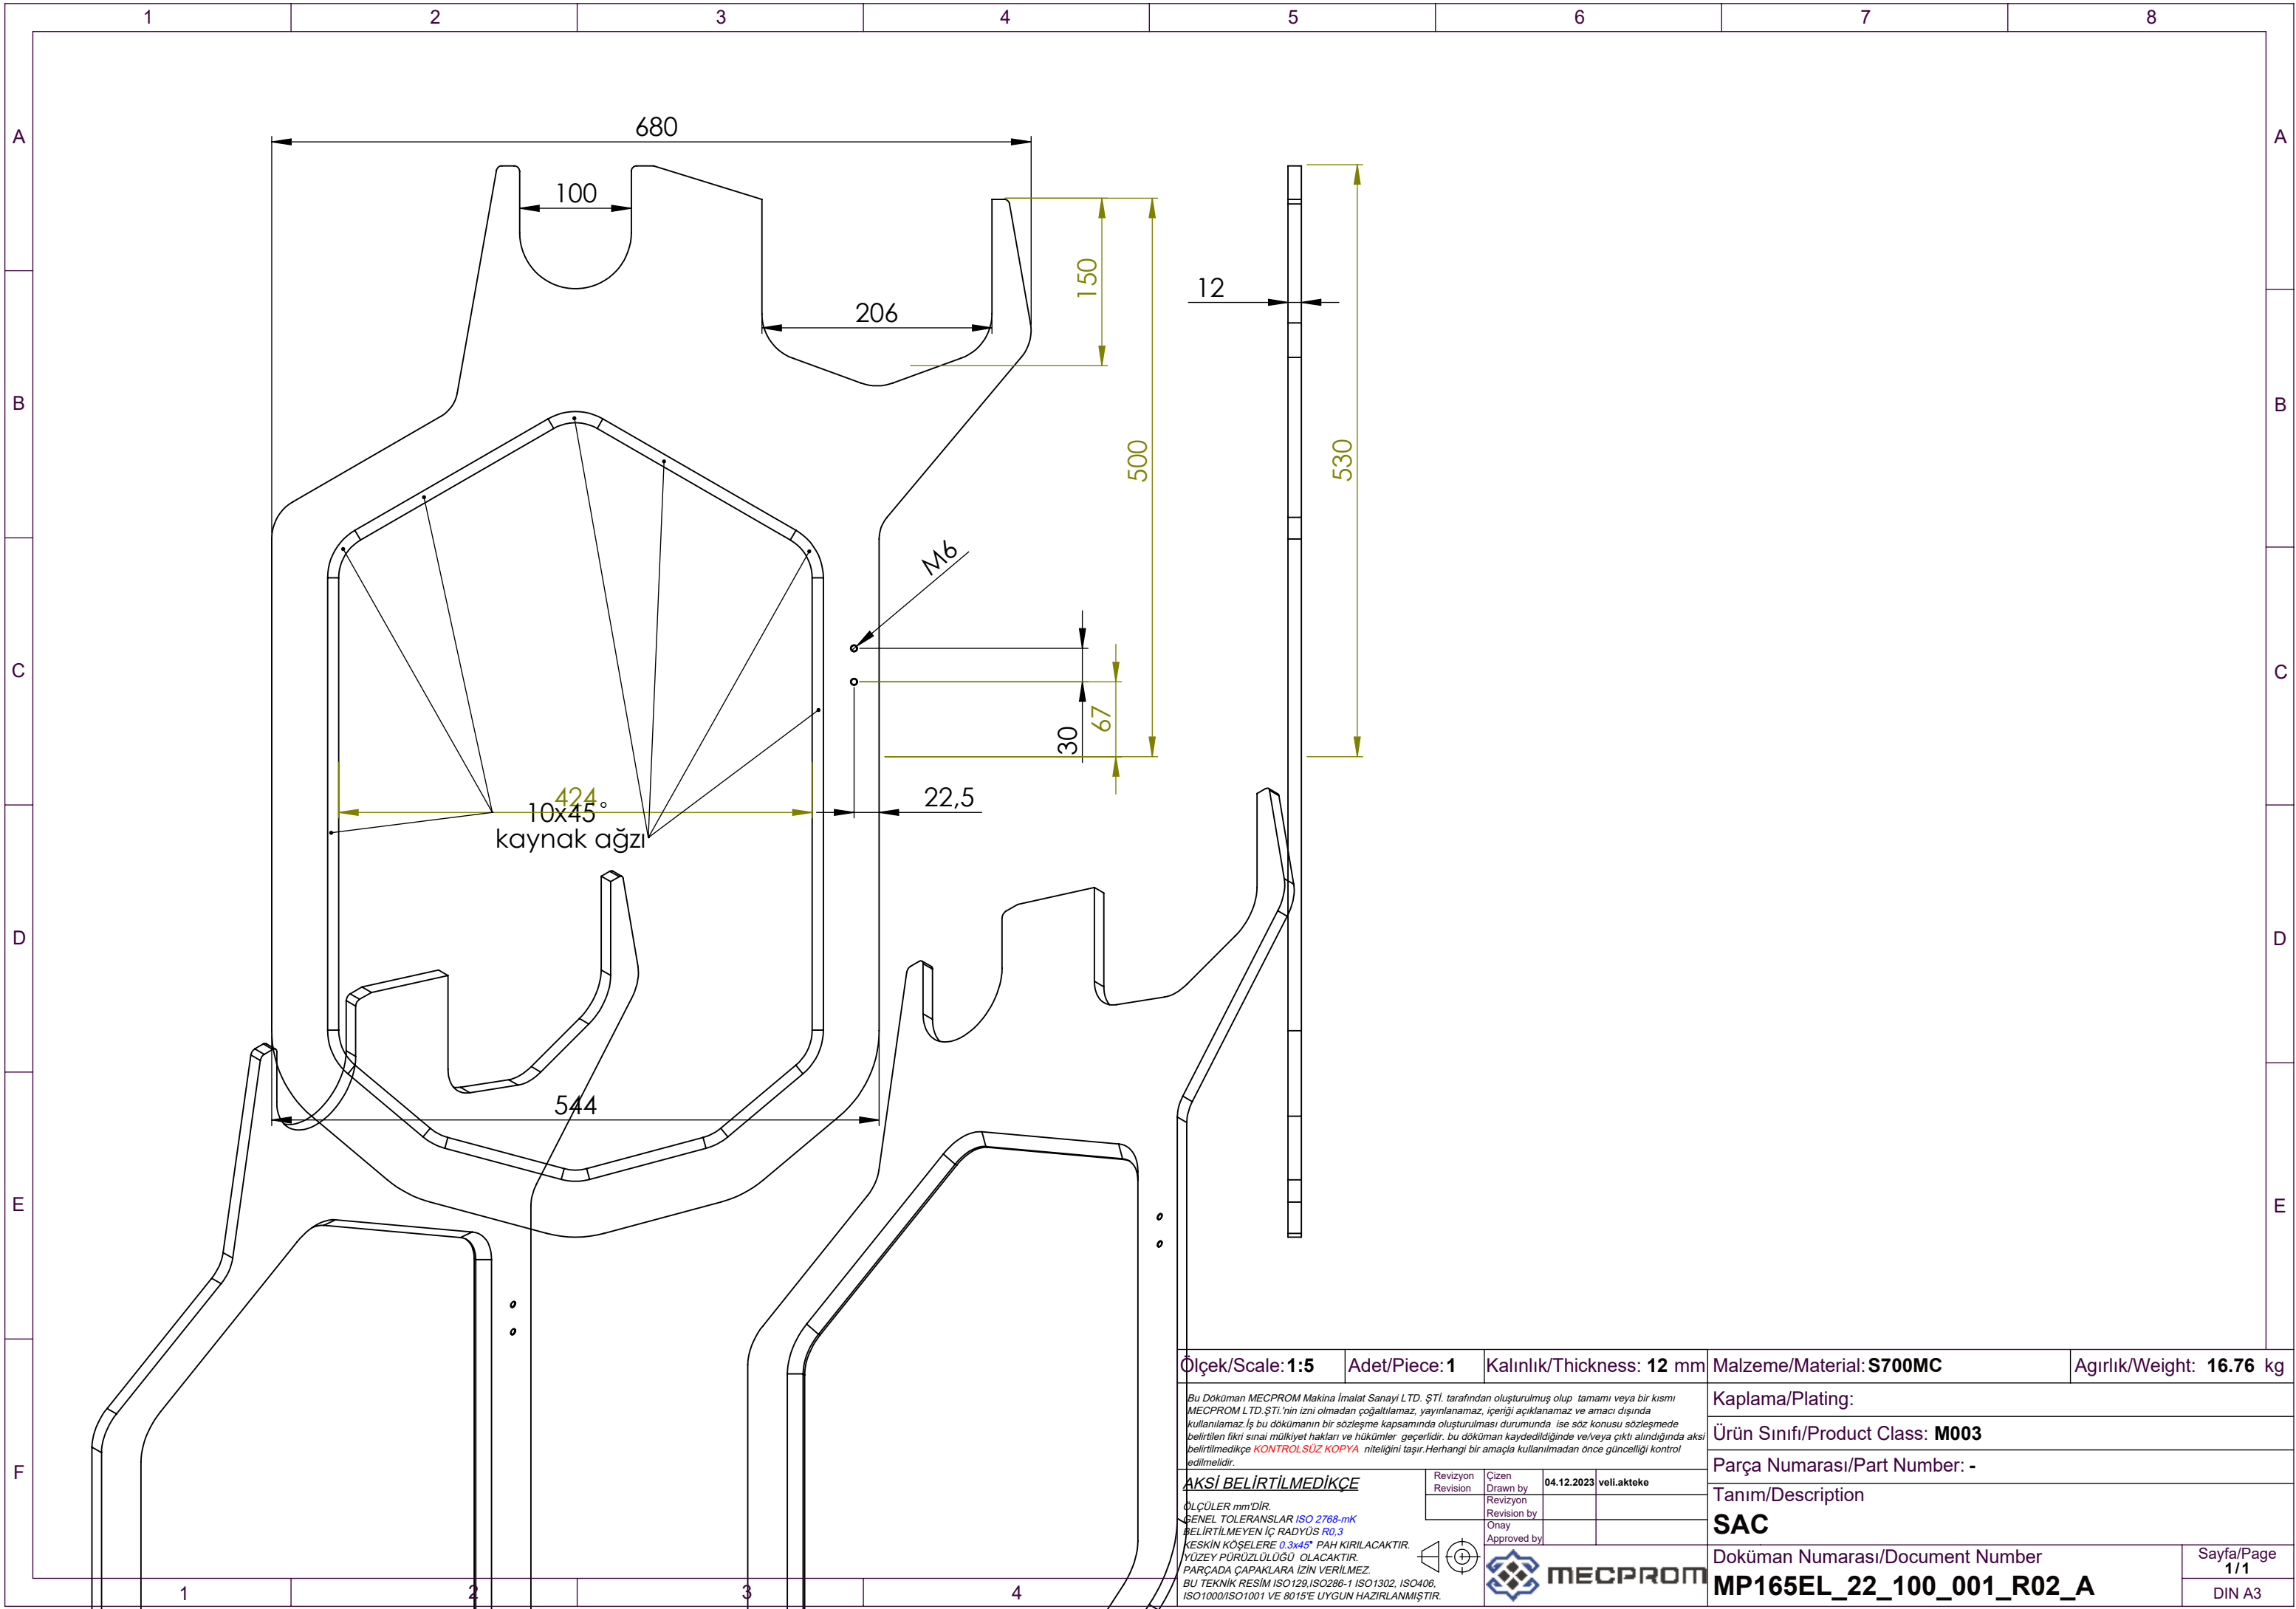 1 2 3 4 5 6 7 8
A A
680
100
150
12
206
B B
500
530
M6
C C
30
67
424
10x45°
kaynak ağzı
22,5
D D
544
E E
F
1 2 3 4
Ölçek/Scale: 1:5 Adet/Piece: 1 Kalınlık/Thickness: 12 mm Malzeme/Material: S700MC Agırlık/Weight: 16.76 kg
Bu Döküman MECPROM Makina İmalat Sanayi LTD. ŞTİ. tarafından oluşturulmuş olup tamamı veya bir kısmı
MECPROM LTD.ŞTi.'nin izni olmadan çoğaltılamaz, yayınlanamaz, içeriği açıklanamaz ve amacı dışında
kullanılamaz.İş bu dökümanın bir sözleşme kapsamında oluşturulması durumunda ise söz konusu sözleşmede
belirtilen fikri sınai mülkiyet hakları ve hükümler geçerlidir. bu döküman kaydedildiğinde ve/veya çıktı alındığında aksi
belirtilmedikçe KONTROLSÜZ KOPYA niteliğini taşır.Herhangi bir amaçla kullanılmadan önce güncelliği kontrol
edilmelidir.
Kaplama/Plating:
Ürün Sınıfı/Product Class: M003
Parça Numarası/Part Number: -
AKSİ BELİRTİLMEDİKÇE
ÖLÇÜLER mm'DİR.
GENEL TOLERANSLAR ISO 2768-mK
BELİRTİLMEYEN İÇ RADYÜS R0,3
KESKİN KÖŞELERE 0.3x45° PAH KIRILACAKTIR.
YÜZEY PÜRÜZLÜLÜĞÜ OLACAKTIR.
PARÇADA ÇAPAKLARA İZİN VERİLMEZ.
BU TEKNİK RESİM ISO129,ISO286-1 ISO1302, ISO406,
ISO1000/ISO1001 VE 8015'E UYGUN HAZIRLANMIŞTIR.
Revizyon
Revision
Çizen
Drawn by
04.12.2023 veli.akteke
Revizyon
Revision by
Onay
Approved by
MECPROM
Tanım/Description
SAC
Doküman Numarası/Document Number
MP165EL_22_100_001_R02_A
Sayfa/Page
1/1
DIN A3